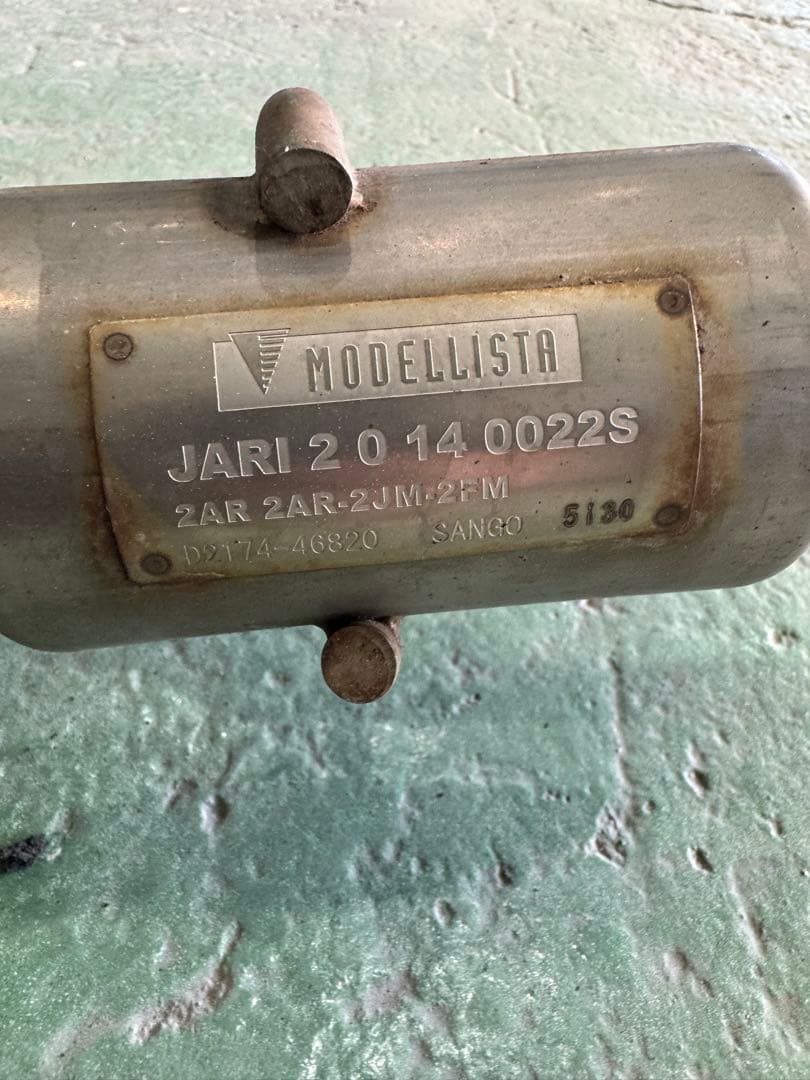 MODELLISTA
JARI 2 0 14 0022S
2AR 2AR-2JM-2FM
D2174-46820 SANGO 5130